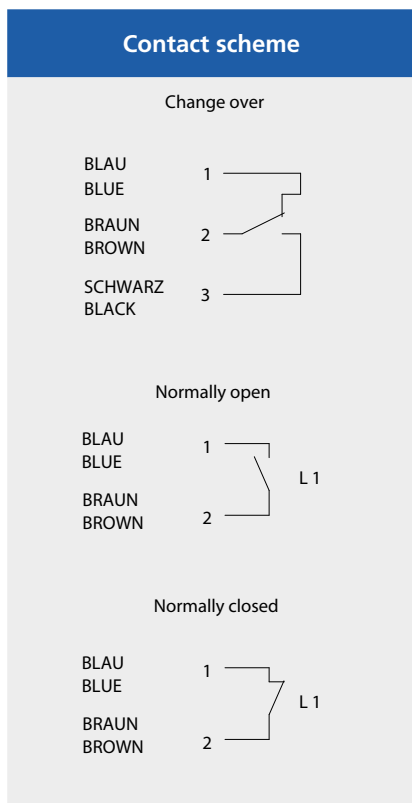 Contact scheme
Change over
BLAU
BLUE
1
BRAUN
BROWN
2
SCHWARZ
BLACK
3
Normally open
BLAU
BLUE
1
L 1
BRAUN
BROWN
2
Normally closed
BLAU
BLUE
1
L 1
BRAUN
BROWN
2